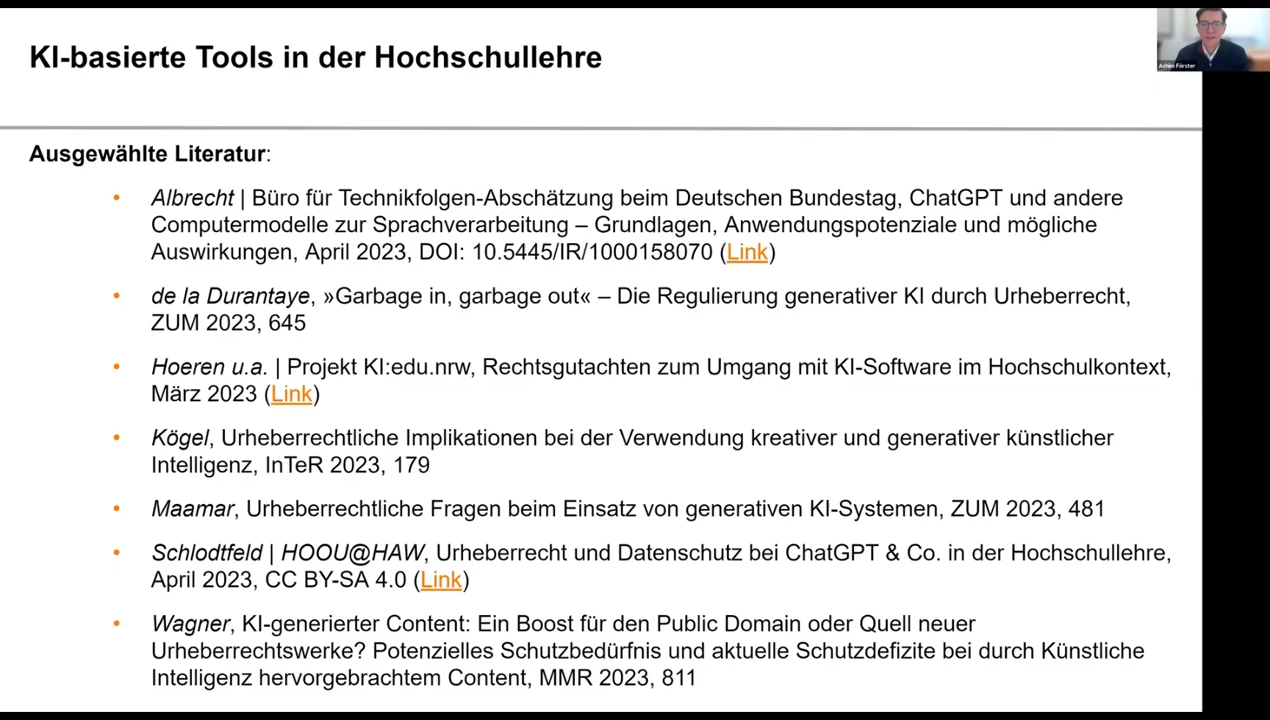 KI-basierte Tools in der Hochschullehre
Achim Förster
Ausgewählte Literatur:
• Albrecht | Büro für Technikfolgen-Abschätzung beim Deutschen Bundestag, ChatGPT und andere
Computermodelle zur Sprachverarbeitung – Grundlagen, Anwendungspotenziale und mögliche
Auswirkungen, April 2023, DOI: 10.5445/IR/1000158070 (Link)
• de la Durantaye, »Garbage in, garbage out« – Die Regulierung generativer KI durch Urheberrecht,
ZUM 2023, 645
• Hoeren u.a. | Projekt KI:edu.nrw, Rechtsgutachten zum Umgang mit KI-Software im Hochschulkontext,
März 2023 (Link)
• Kögel, Urheberrechtliche Implikationen bei der Verwendung kreativer und generativer künstlicher
Intelligenz, InTeR 2023, 179
• Maamar, Urheberrechtliche Fragen beim Einsatz von generativen KI-Systemen, ZUM 2023, 481
• Schlodtfeld | HOOU@HAW, Urheberrecht und Datenschutz bei ChatGPT & Co. in der Hochschullehre,
April 2023, CC BY-SA 4.0 (Link)
• Wagner, KI-generierter Content: Ein Boost für den Public Domain oder Quell neuer
Urheberrechtswerke? Potenzielles Schutzbedürfnis und aktuelle Schutzdefizite bei durch Künstliche
Intelligenz hervorgebrachtem Content, MMR 2023, 811